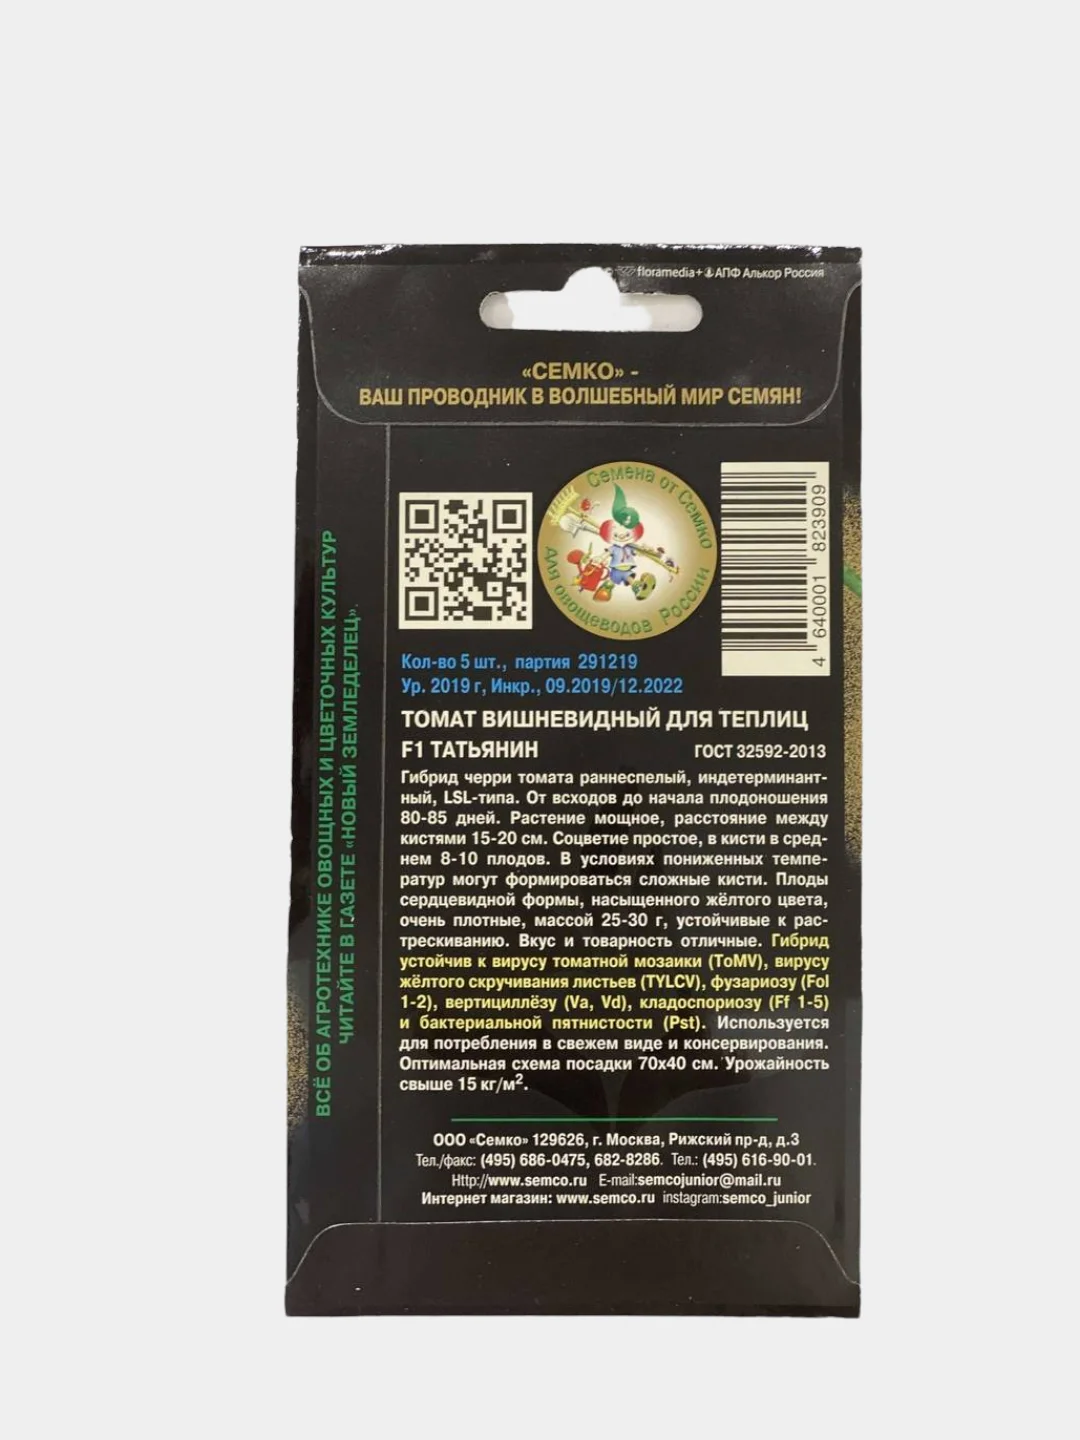 floramedia+ АПФ Алькор Россия
«СЕМКО» -
ВАШ ПРОВОДНИК В ВОЛШЕБНЫЙ МИР СЕМЯН!
Семена от Семко
Для овощеводов России
4 640001 823909
Кол-во 5 шт., партия 291219
Ур. 2019 г, Инкр., 09.2019/12.2022
ТОМАТ ВИШНЕВИДНЫЙ ДЛЯ ТЕПЛИЦ
F1 ТАТЬЯНИН ГОСТ 32592-2013
Гибрид черри томата раннеспелый, индетерминант-
ный, LSL-типа. От всходов до начала плодоношения
80-85 дней. Растение мощное, расстояние между
кистями 15-20 см. Соцветие простое, в кисти в сред-
нем 8-10 плодов. В условиях пониженных темпе-
ратур могут формироваться сложные кисти. Плоды
сердцевидной формы, насыщенного жёлтого цвета,
очень плотные, массой 25-30 г, устойчивые к рас-
трескиванию. Вкус и товарность отличные. Гибрид
устойчив к вирусу томатной мозаики (ToMV), вирусу
жёлтого скручивания листьев (TYLCV), фузариозу (Fol
1-2), вертициллёзу (Va, Vd), кладоспориозу (Ff 1-5)
и бактериальной пятнистости (Pst). Используется
для потребления в свежем виде и консервирования.
Оптимальная схема посадки 70х40 см. Урожайность
свыше 15 кг/м².
ООО «Семко» 129626, г. Москва, Рижский пр-д, д.3
Тел./факс: (495) 686-0475, 682-8286. Тел.: (495) 616-90-01.
Http://www.semco.ru E-mail:semcojunior@mail.ru
Интернет магазин: www.semco.ru instagram:semco_junior
ВСЁ ОБ АГРОТЕХНИКЕ ОВОЩНЫХ И ЦВЕТОЧНЫХ КУЛЬТУР
ЧИТАЙТЕ В ГАЗЕТЕ «НОВЫЙ ЗЕМЛЕДЕЛЕЦ».